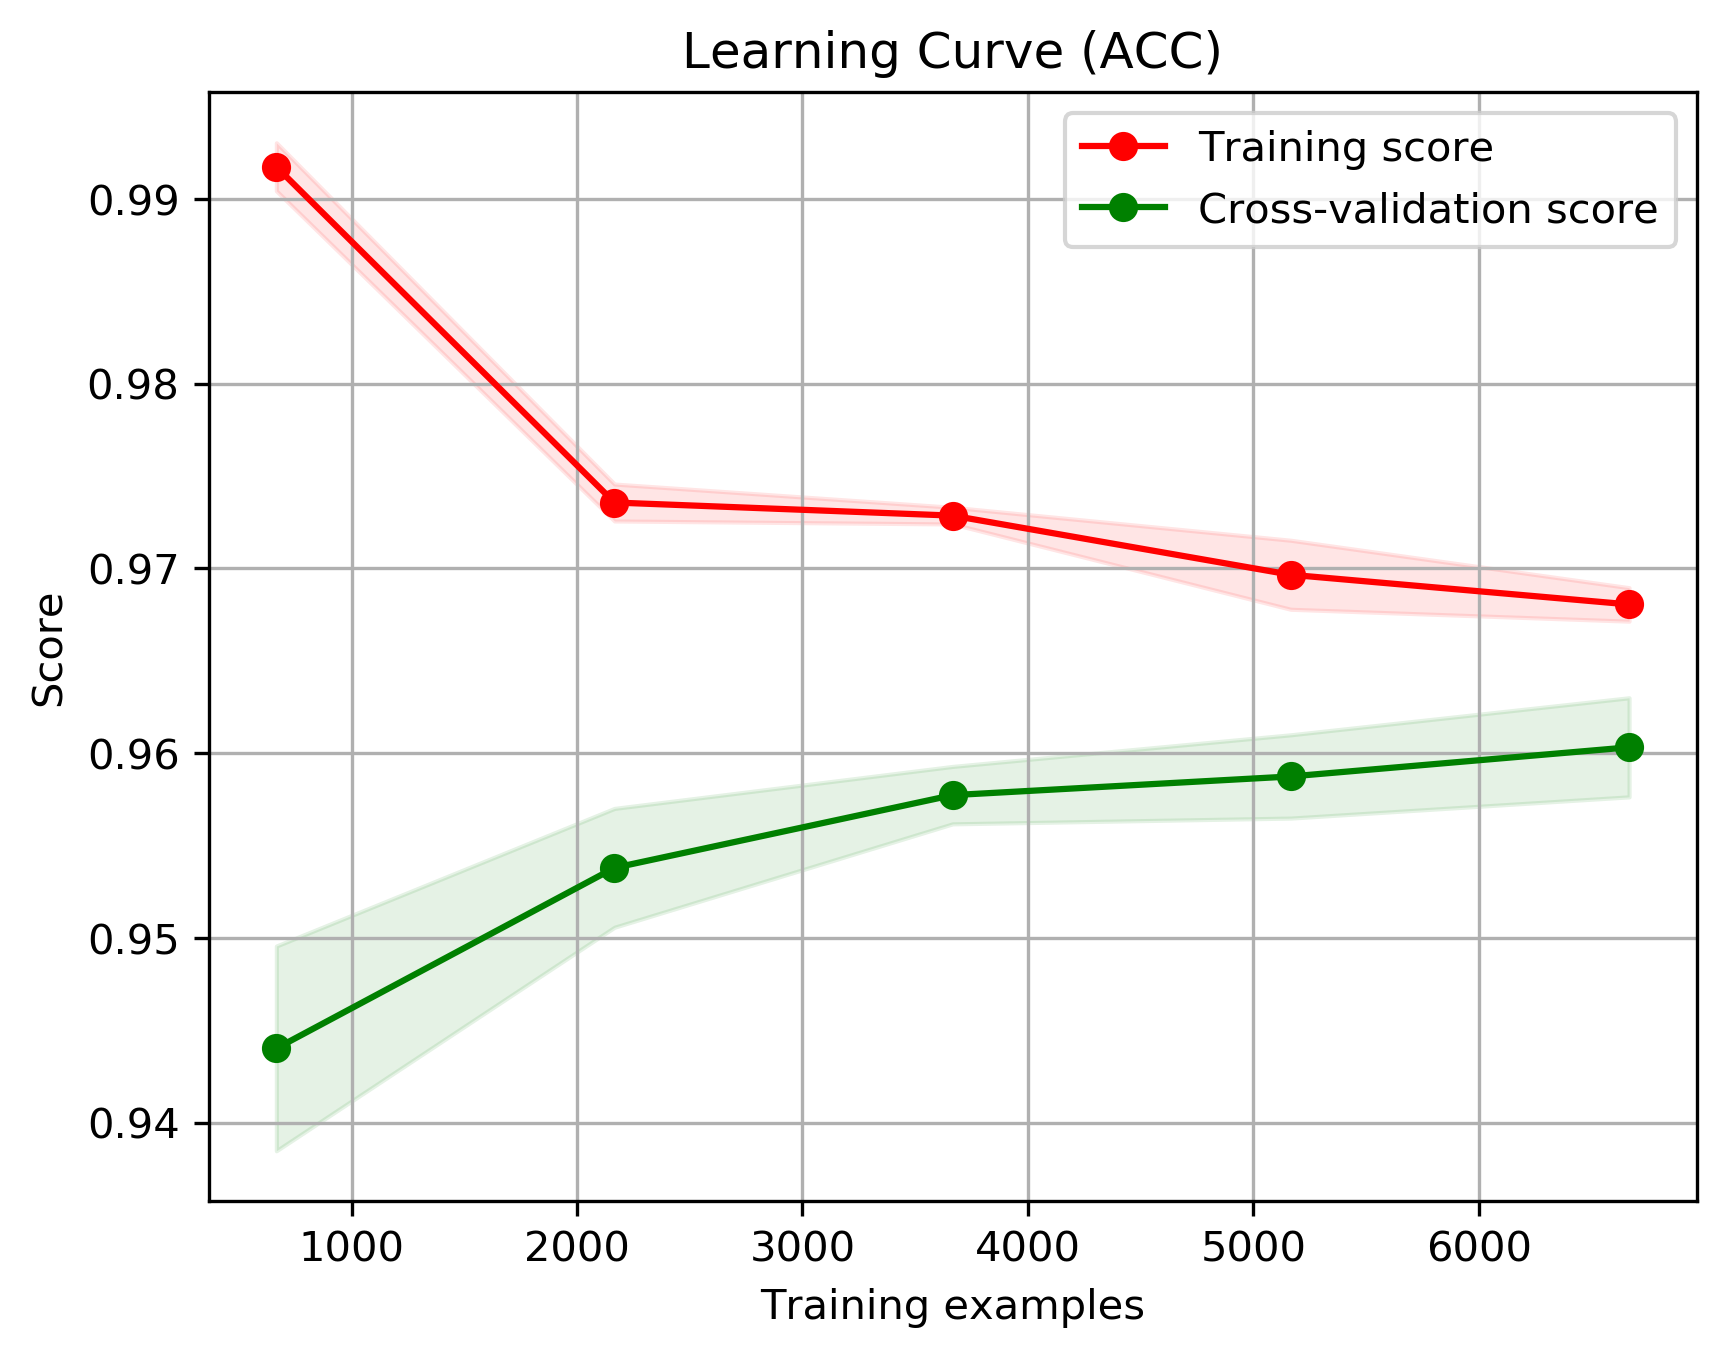 Learning Curve (ACC)
Training score
Cross-validation score
0.99
0.98
0.97
0.96
0.95
0.94
Score
1000 2000 3000 4000 5000 6000
Training examples